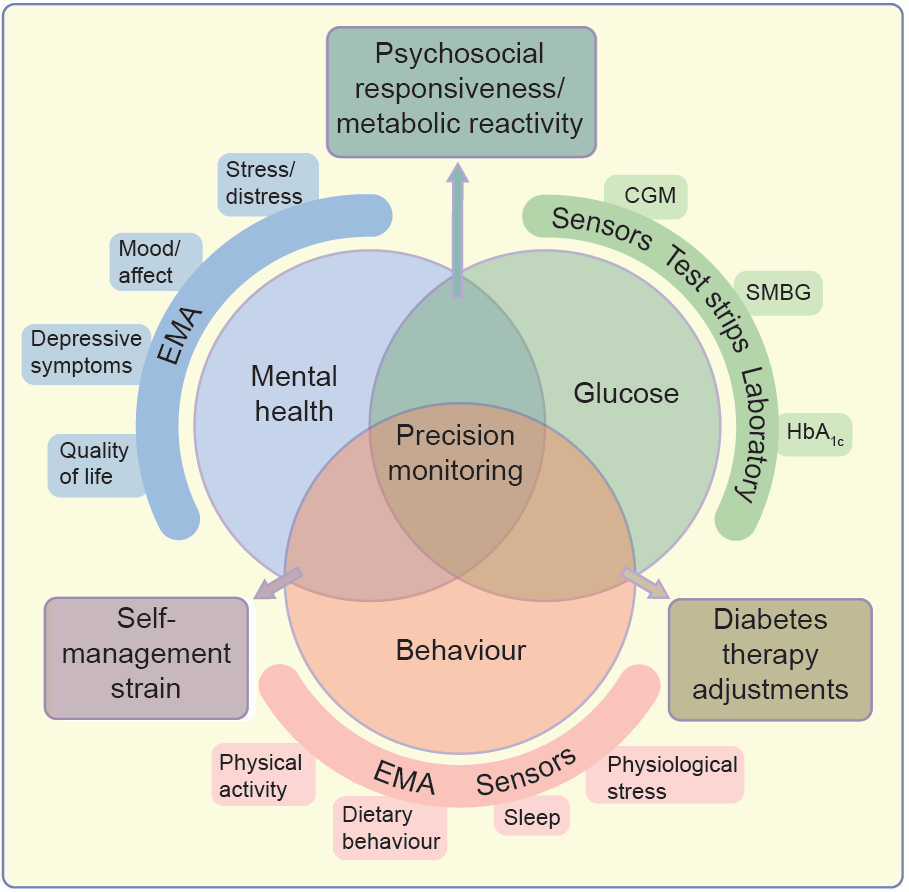 Psychosocial
responsiveness/
metabolic reactivity
Stress/
distress
Mood/
affect
Depressive
symptoms
Quality
of life
EMA
CGM
SMBG
HbA1c
Sensors Test strips Laboratory
Mental
health
Glucose
Precision
monitoring
Behaviour
Self-
management
strain
Diabetes
therapy
adjustments
EMA Sensors
Physical
activity
Dietary
behaviour
Sleep
Physiological
stress